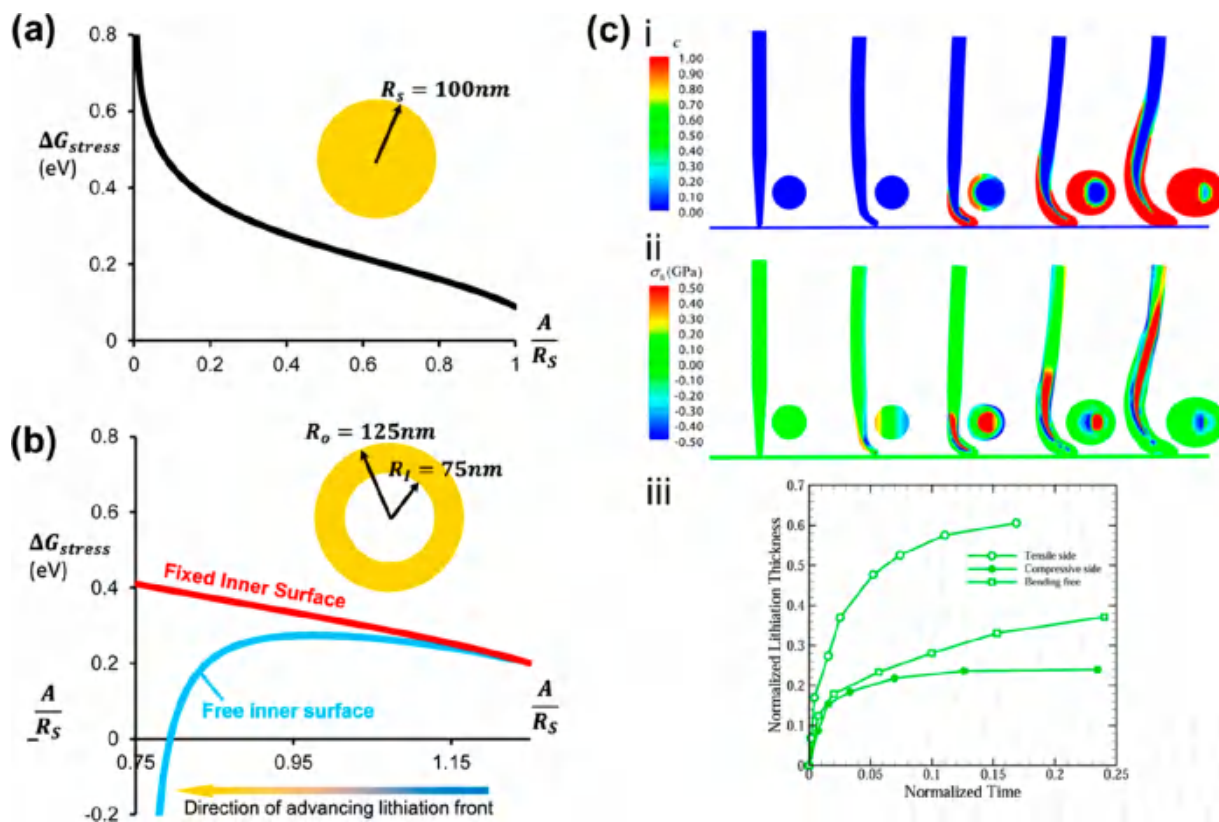 (a)
0.8
0.6
ΔG_stress
(eV)
0.4
0.2
0
R_s = 100nm
A/R_S
0 0.2 0.4 0.6 0.8 1
(b)
0.8
0.6
ΔG_stress
(eV)
0.4
0.2
0
-0.2
R_o = 125nm
R_I = 75nm
Fixed Inner Surface
Free inner surface
A/R_S
A/R_S
0.75 0.95 1.15
Direction of advancing lithiation front
(c)
i
c
1.00
0.90
0.80
0.70
0.60
0.50
0.40
0.30
0.20
0.10
0.00
ii
(GPa)
0.50
0.40
0.30
0.20
0.10
0.00
-0.10
-0.20
-0.30
-0.40
-0.50
iii
Normalized Lithiation Thickness
0.7
0.6
0.5
0.4
0.3
0.2
0.1
0
Tensile side
Compressive side
Bending free
0 0.05 0.1 0.15 0.2 0.25
Normalized Time